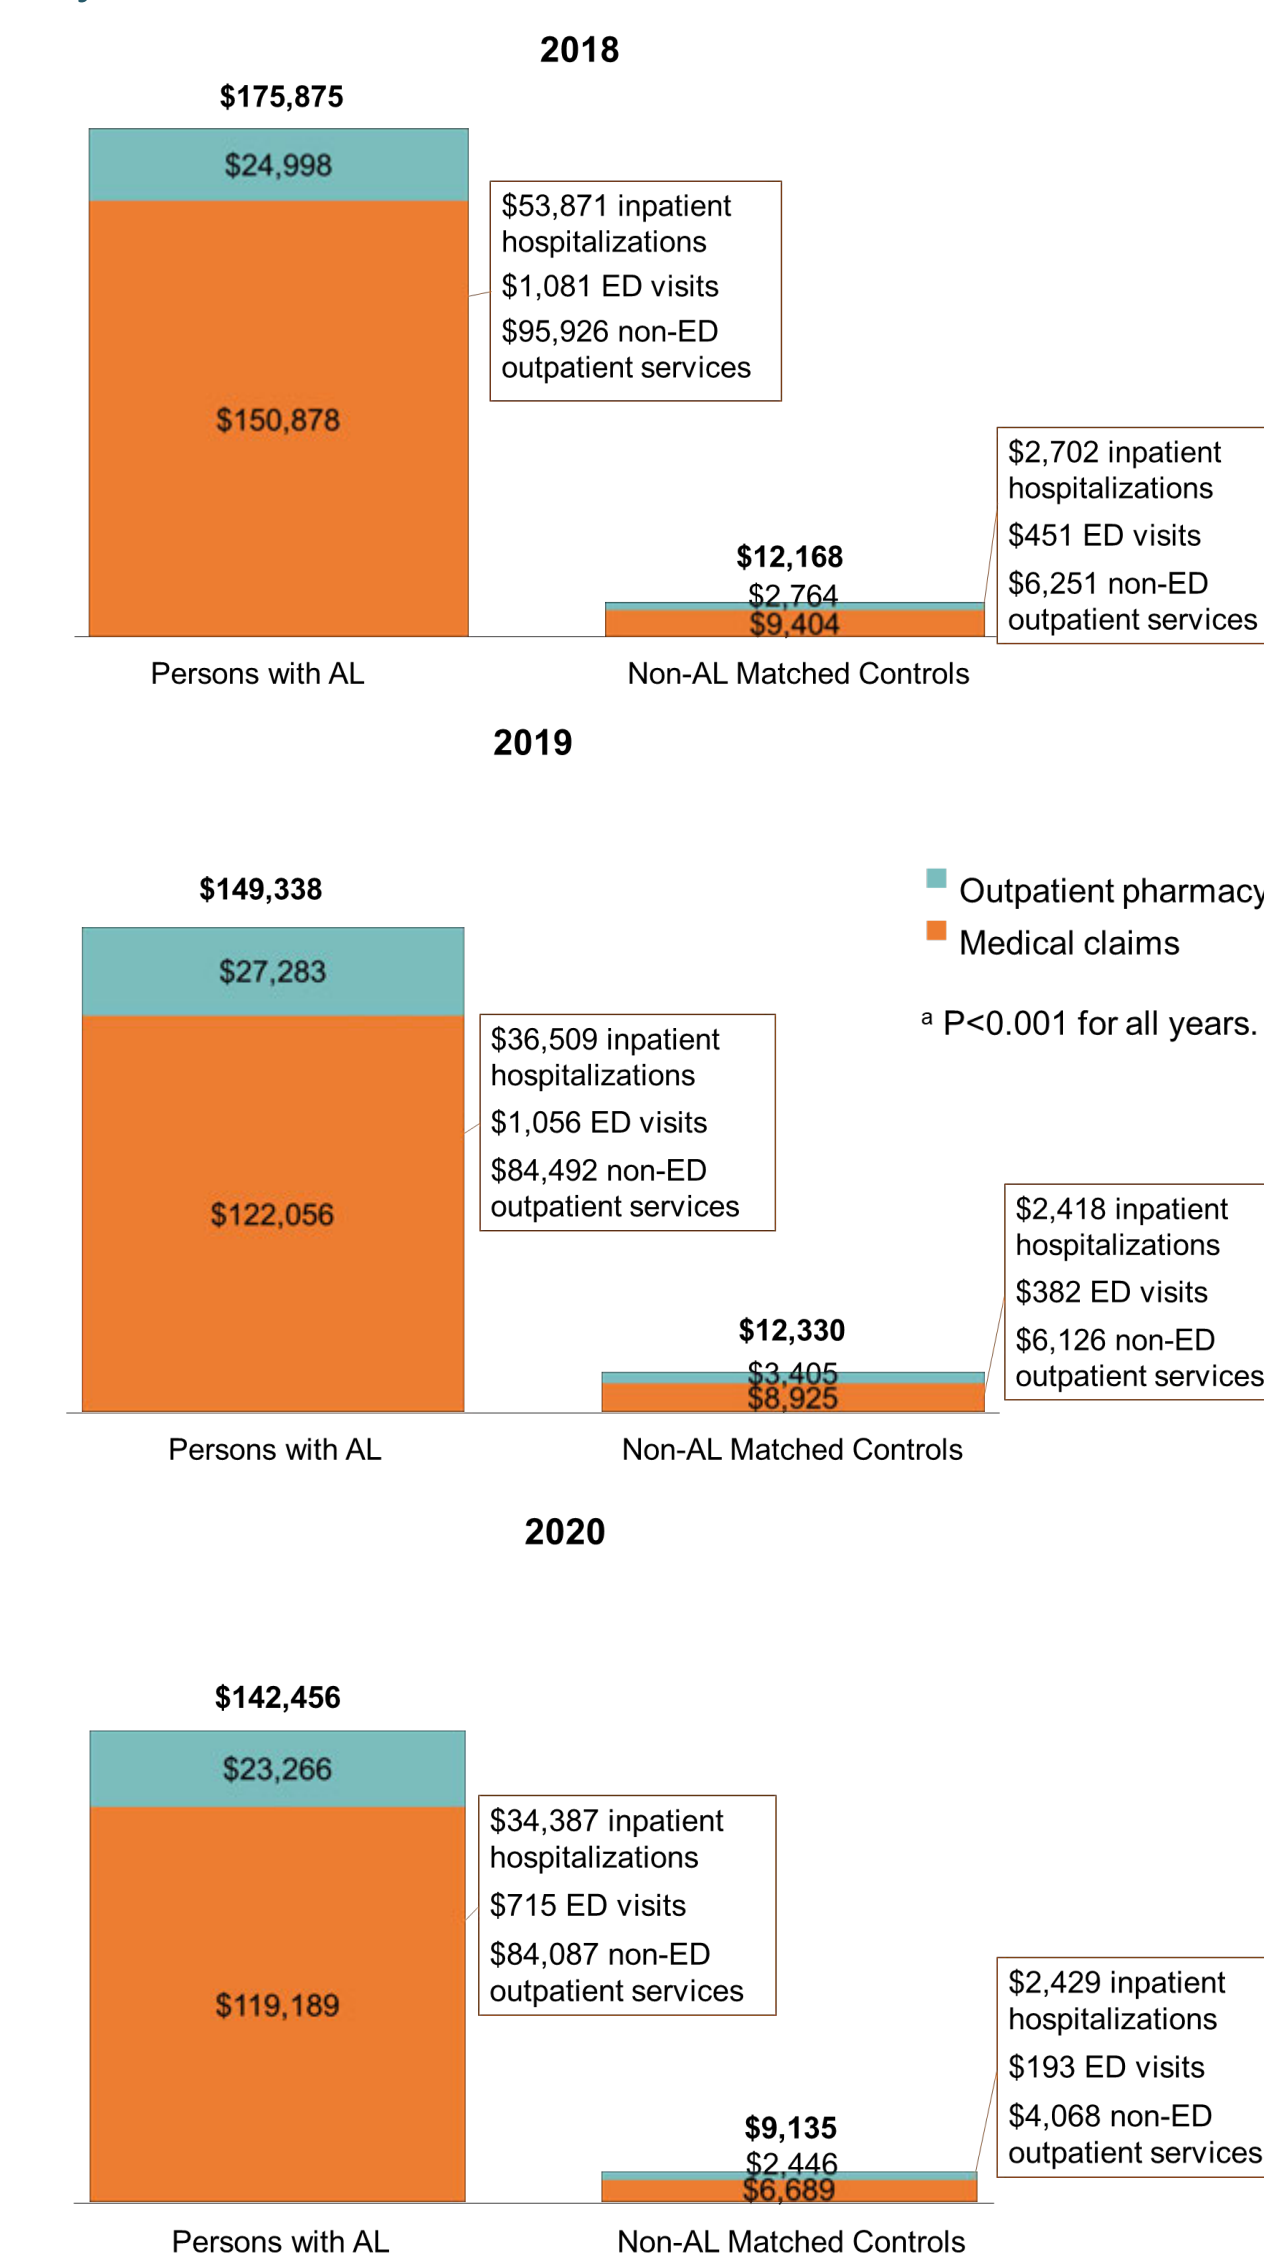 2018
$175,875
$24,998
$53,871 inpatient
hospitalizations
$1,081 ED visits
$95,926 non-ED
outpatient services
$150,878
$2,702 inpatient
hospitalizations
$451 ED visits
$6,251 non-ED
outpatient services
$12,168
$2,764
$9,404
Persons with AL
Non-AL Matched Controls
2019
$149,338
$27,283
Outpatient pharmacy
Medical claims
ᵃ P<0.001 for all years.
$36,509 inpatient
hospitalizations
$1,056 ED visits
$84,492 non-ED
outpatient services
$122,056
$2,418 inpatient
hospitalizations
$382 ED visits
$6,126 non-ED
outpatient services
$12,330
$3,405
$8,925
Persons with AL
Non-AL Matched Controls
2020
$142,456
$23,266
$34,387 inpatient
hospitalizations
$715 ED visits
$84,087 non-ED
outpatient services
$119,189
$2,429 inpatient
hospitalizations
$193 ED visits
$4,068 non-ED
outpatient services
$9,135
$2,446
$6,689
Persons with AL
Non-AL Matched Controls